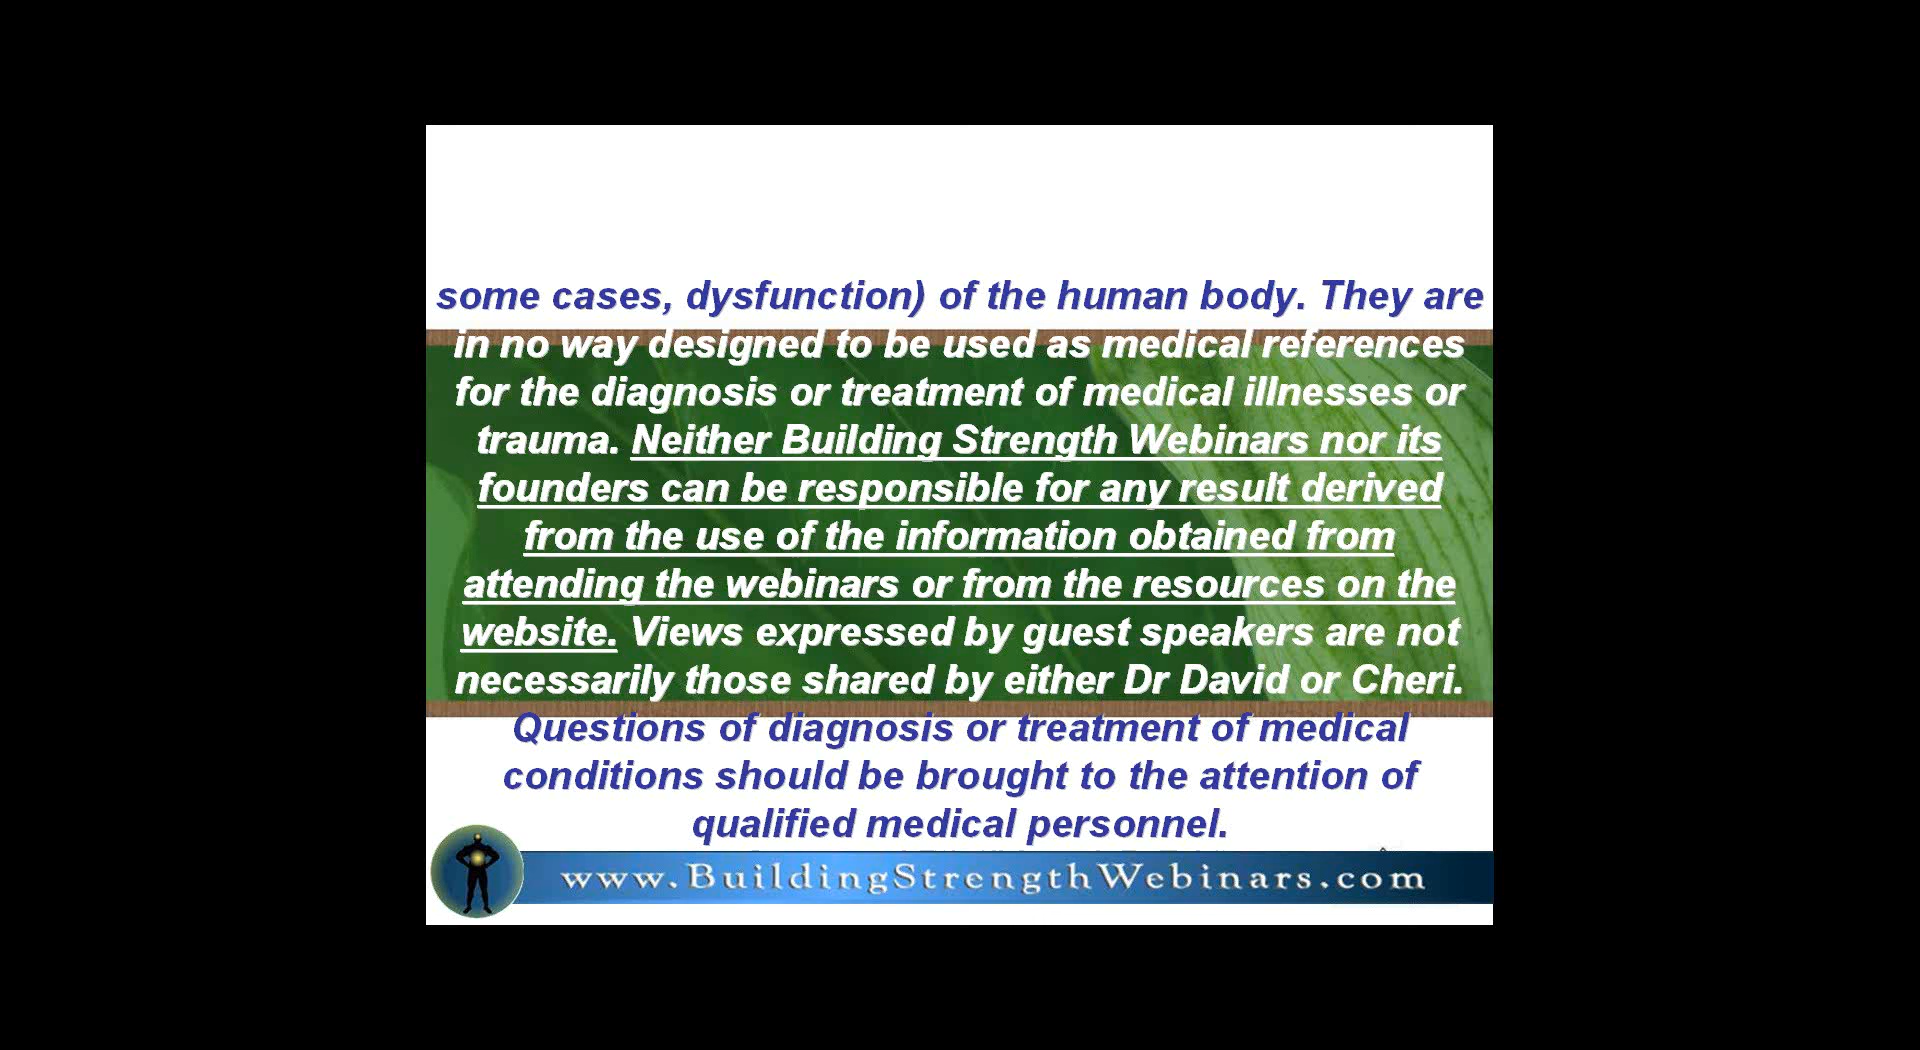 some cases, dysfunction) of the human body. They are
in no way designed to be used as medical references
for the diagnosis or treatment of medical illnesses or
trauma. Neither Building Strength Webinars nor its
founders can be responsible for any result derived
from the use of the information obtained from
attending the webinars or from the resources on the
website. Views expressed by guest speakers are not
necessarily those shared by either Dr David or Cheri.
Questions of diagnosis or treatment of medical
conditions should be brought to the attention of
qualified medical personnel.
www.BuildingStrengthWebinars.com